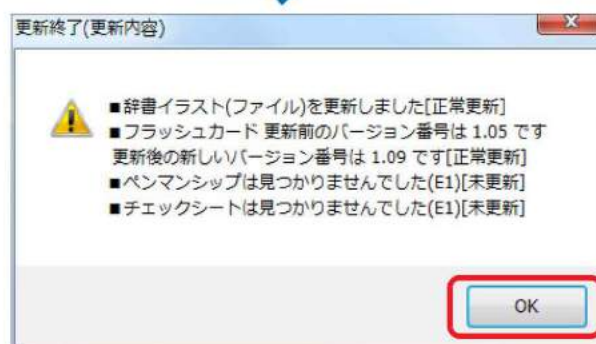 更新終了(更新内容)
■辞書イラスト(ファイル)を更新しました[正常更新]
■フラッシュカード 更新前のバージョン番号は 1.05 です
更新後の新しいバージョン番号は 1.09 です[正常更新]
■ペンマンシップは見つかりませんでした(E1)[未更新]
■チェックシートは見つかりませんでした(E1)[未更新]
OK